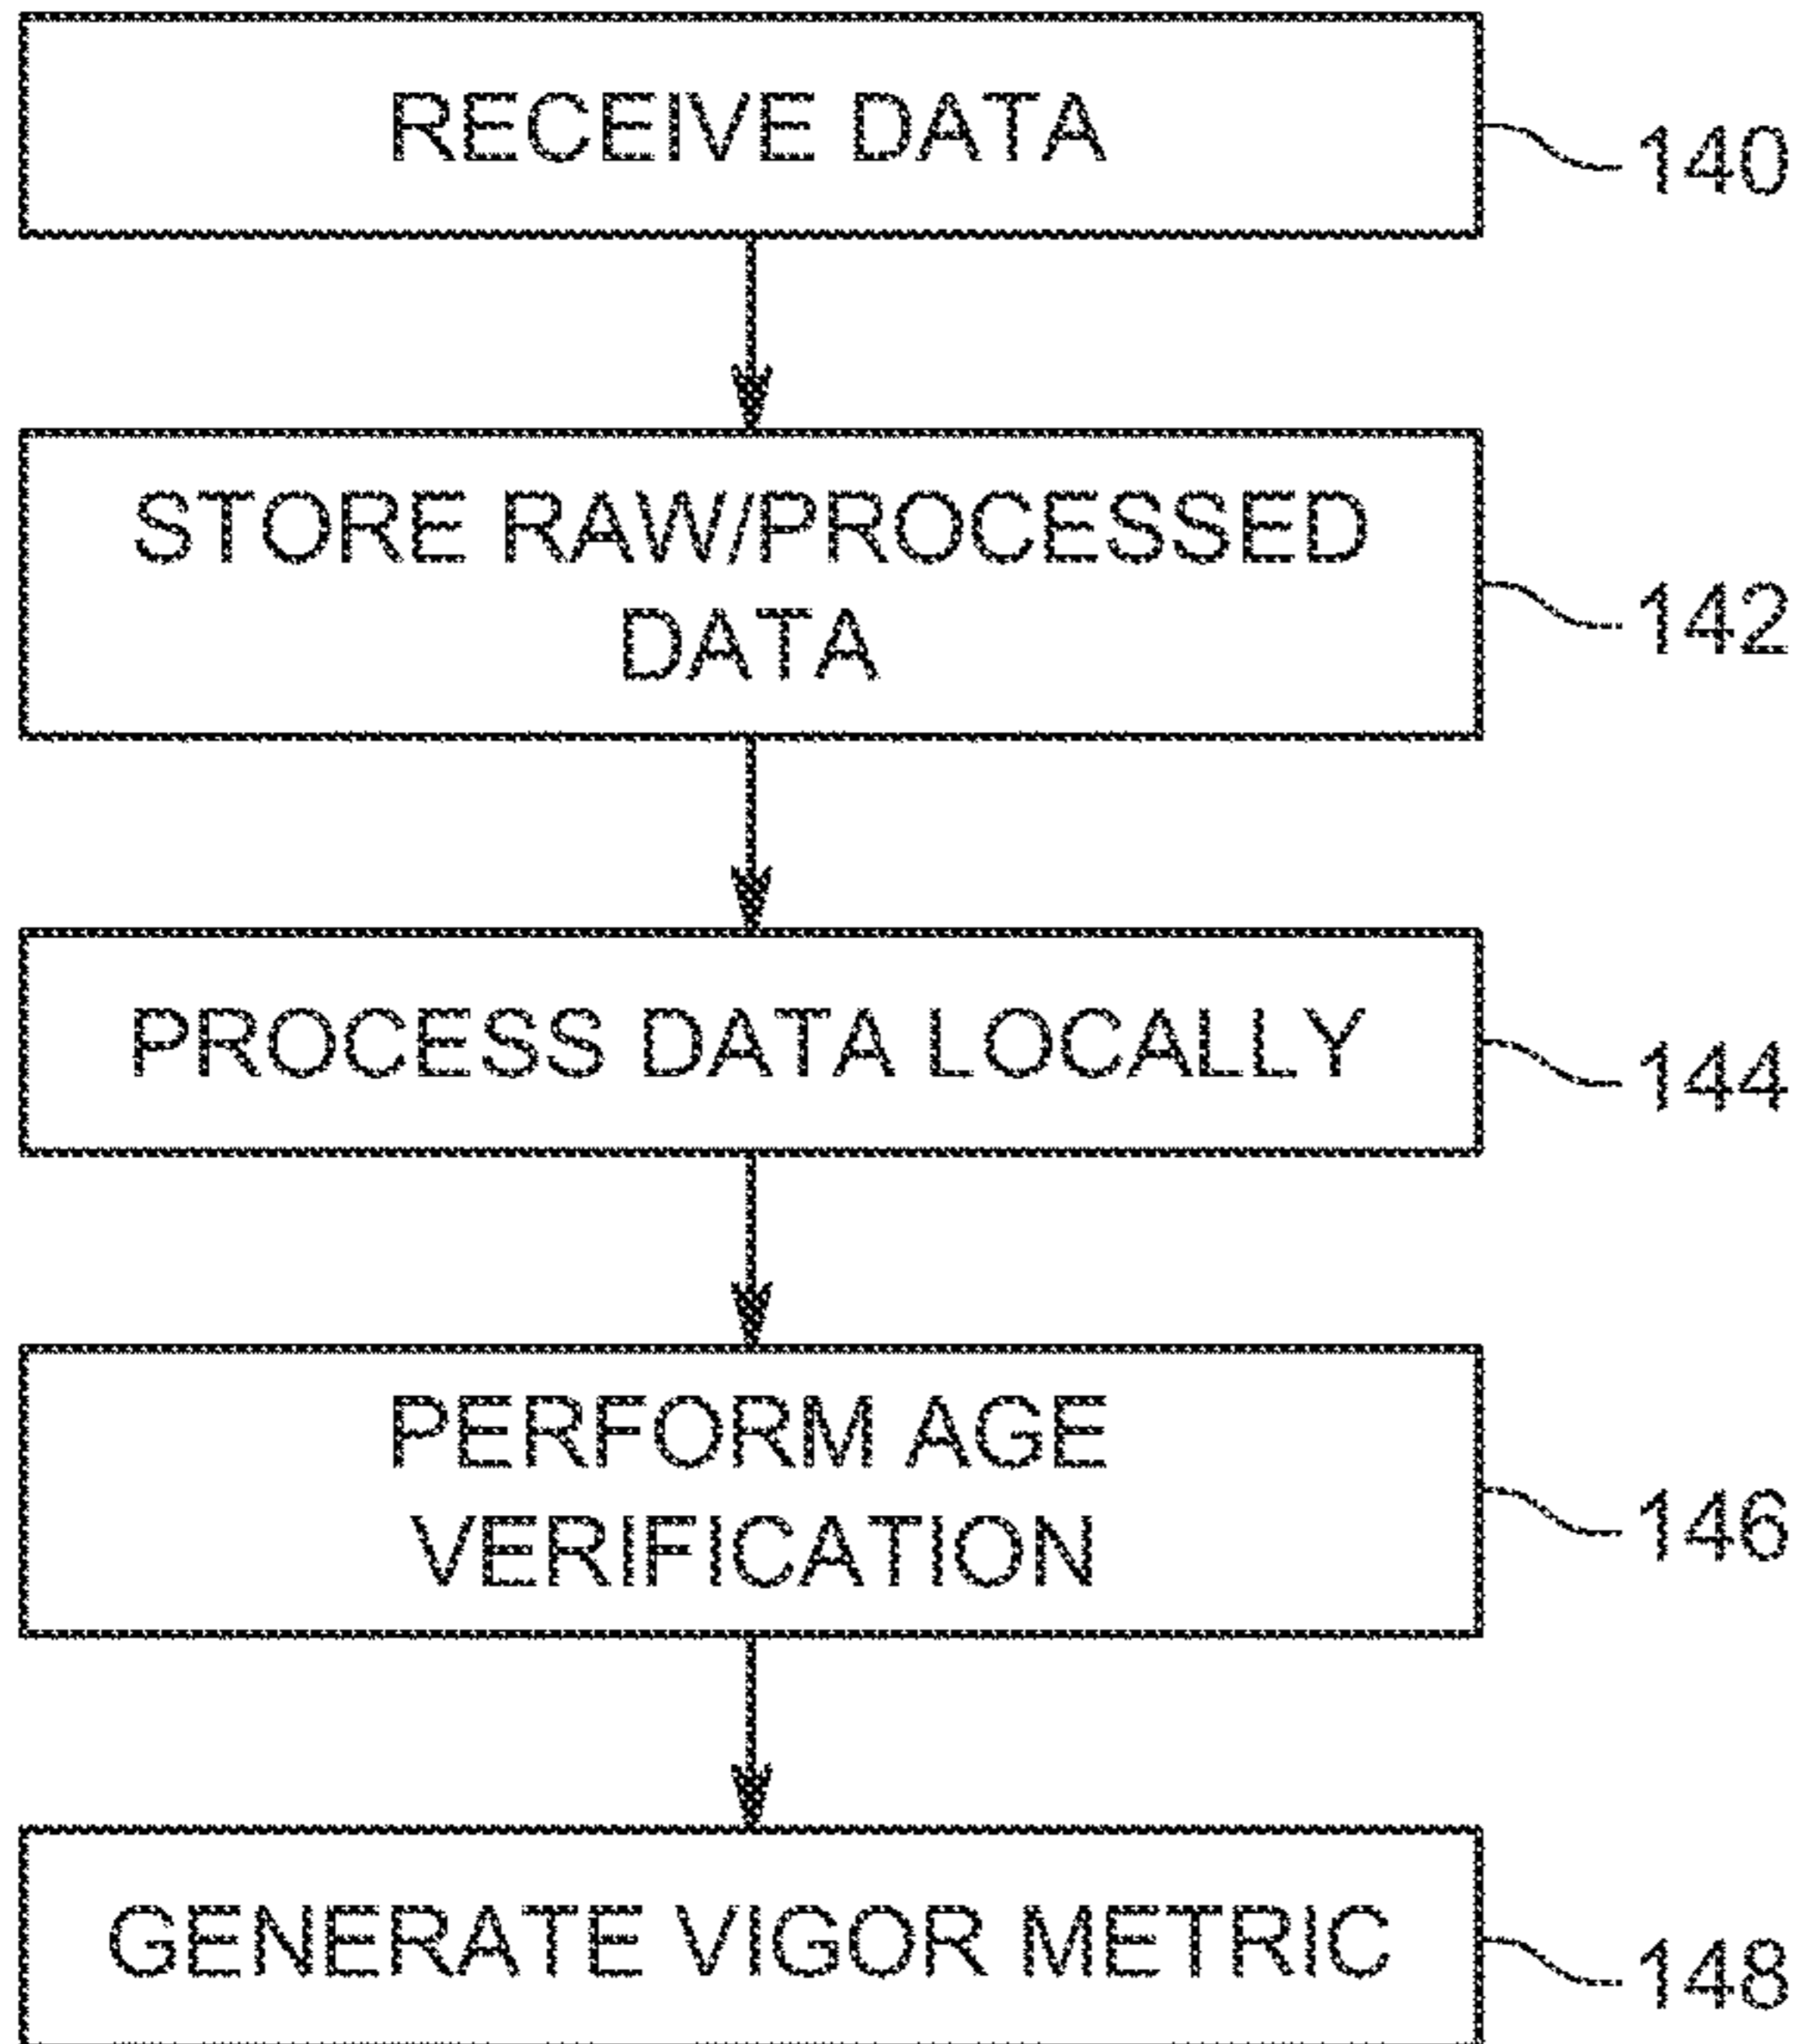 RECEIVE DATA
140
STORE RAW/PROCESSED
DATA
142
PROCESS DATA LOCALLY
144
PERFORM AGE
VERIFICATION
146
GENERATE VIGOR METRIC
148